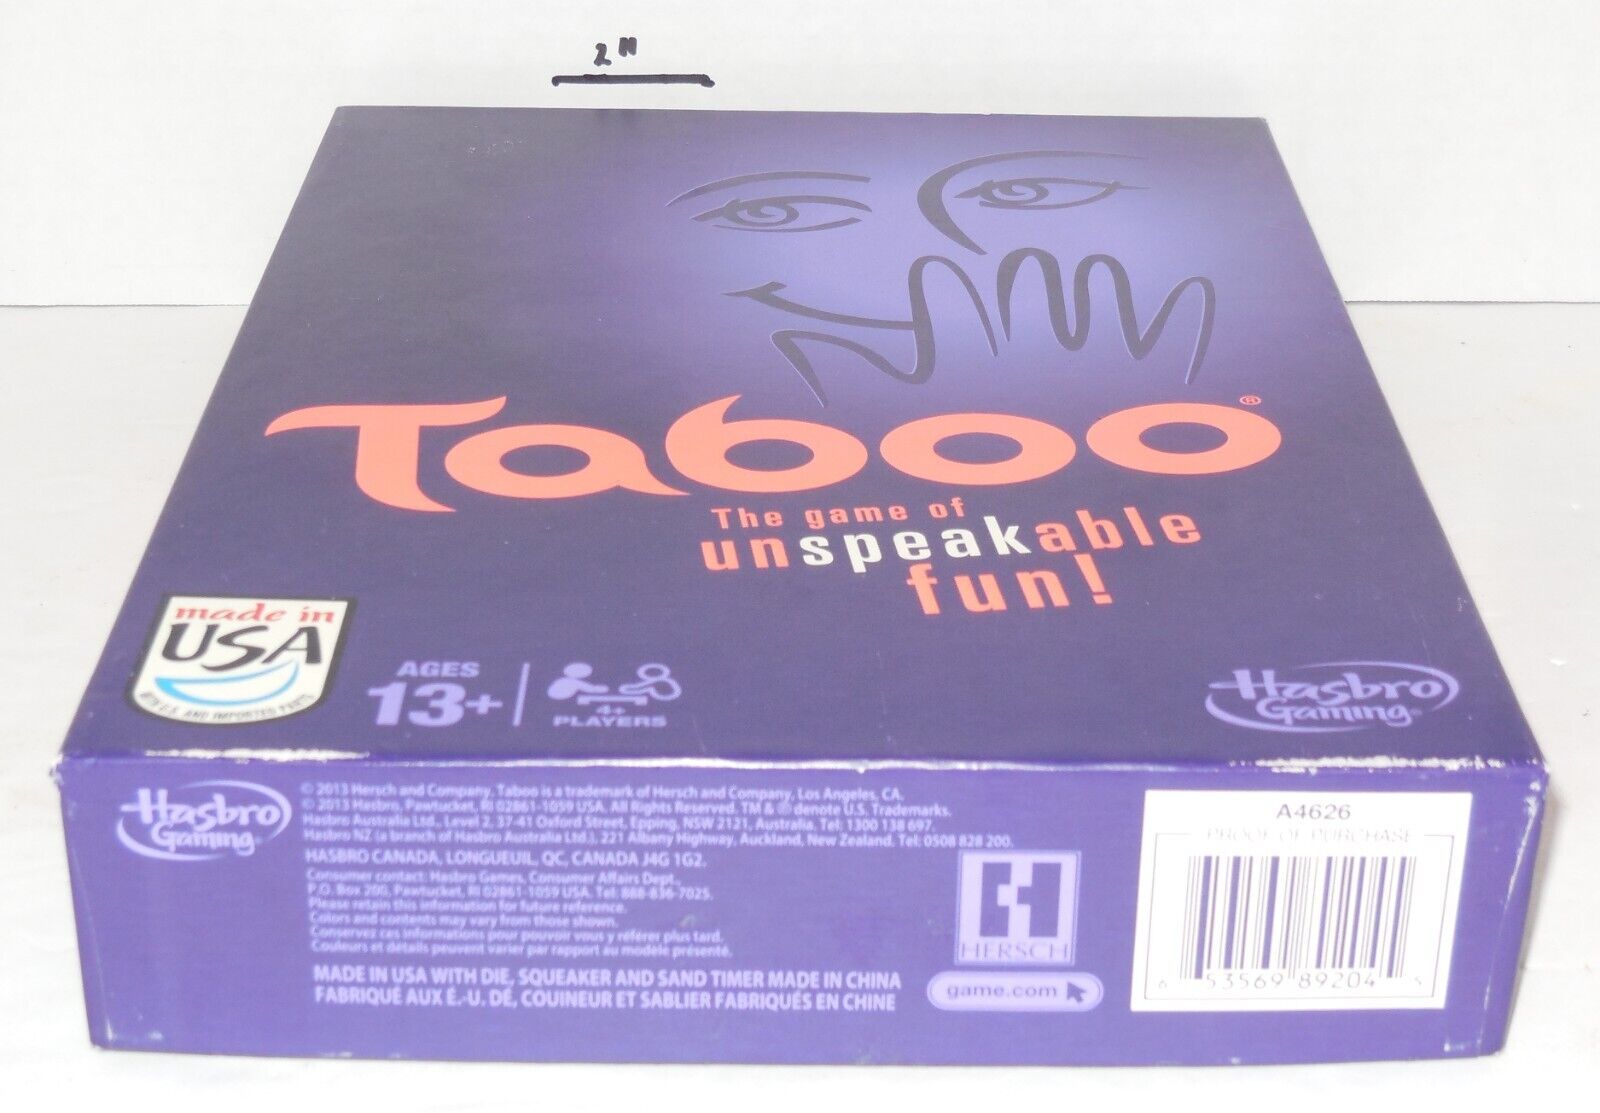 2"
Taboo®
The game of
unspeakable
fun!
made in
USA
WITH U.S. AND IMPORTED PARTS
AGES
13+
4+
PLAYERS
Hasbro
Gaming
Hasbro
Gaming
© 2013 Hersch and Company, Taboo is a trademark of Hersch and Company, Los Angeles, CA.
© 2013 Hasbro, Pawtucket, RI 02861-1059 USA. All Rights Reserved. TM & ® denote U.S. Trademarks.
Hasbro Australia Ltd., Level 2, 37-41 Oxford Street, Epping, NSW 2121, Australia. Tel: 1300 138 697.
Hasbro NZ (a branch of Hasbro Australia Ltd.), 221 Albany Highway, Auckland, New Zealand. Tel: 0508 828 200.
HASBRO CANADA, LONGUEUIL, QC, CANADA J4G 1G2.
Consumer contact: Hasbro Games, Consumer Affairs Dept.,
P.O. Box 200, Pawtucket, RI 02861-1059 USA. Tel: 888-836-7025.
Please retain this information for future reference.
Colors and contents may vary from those shown.
Conservez ces informations pour pouvoir vous y référer plus tard.
Couleurs et détails peuvent varier par rapport au modèle présenté.
MADE IN USA WITH DIE, SQUEAKER AND SAND TIMER MADE IN CHINA
FABRIQUÉ AUX É.-U. DÉ, COUINEUR ET SABLIER FABRIQUÉS EN CHINE
HERSCH
game.com
A4626
PROOF OF PURCHASE
6 53569 89204 5